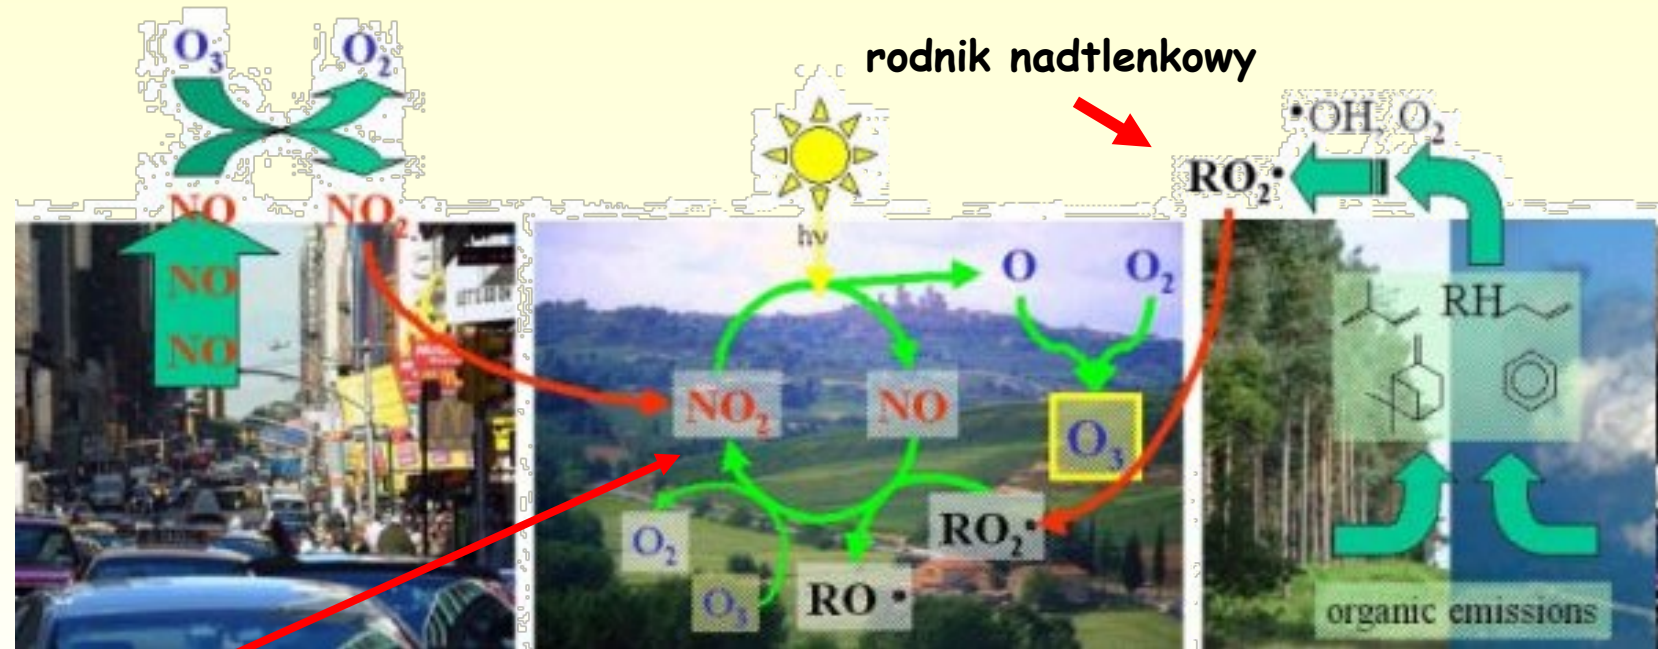 O₃ O₂
rodnik nadtlenkowy
•OH, O₂
RO₂•
NO NO₂
hν
NO
NO
O O₂
RH
NO₂ NO
O₃
O₂
RO₂•
O₃
RO •
organic emissions